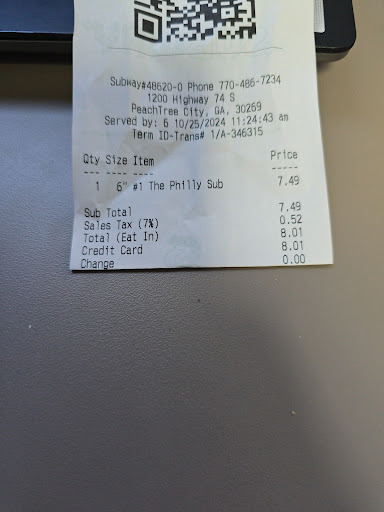 Subway#48620-0 Phone 770-486-7234
1200 Highway 74 S
PeachTree City, GA, 30269
Served by: 6 10/25/2024 11:24:43 am
Term ID-Trans# 1/A-346315
Qty Size Item Price
--- ---- ---- -----
1 6" #1 The Philly Sub 7.49
Sub Total 7.49
Sales Tax (7%) 0.52
Total (Eat In) 8.01
Credit Card 8.01
Change 0.00